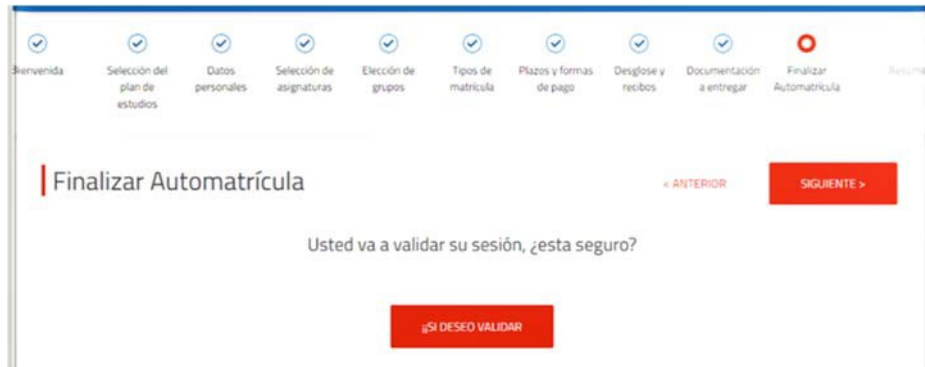 Bienvenida
Selección del
plan de
estudios
Datos
personales
Selección de
asignaturas
Elección de
grupos
Tipos de
matrícula
Plazos y formas
de pago
Desglose y
recibos
Documentación
a entregar
Finalizar
Automatrícula
Resumen
Finalizar Automatrícula
< ANTERIOR
SIGUIENTE >
Usted va a validar su sesión, ¿esta seguro?
¡¡SI DESEO VALIDAR